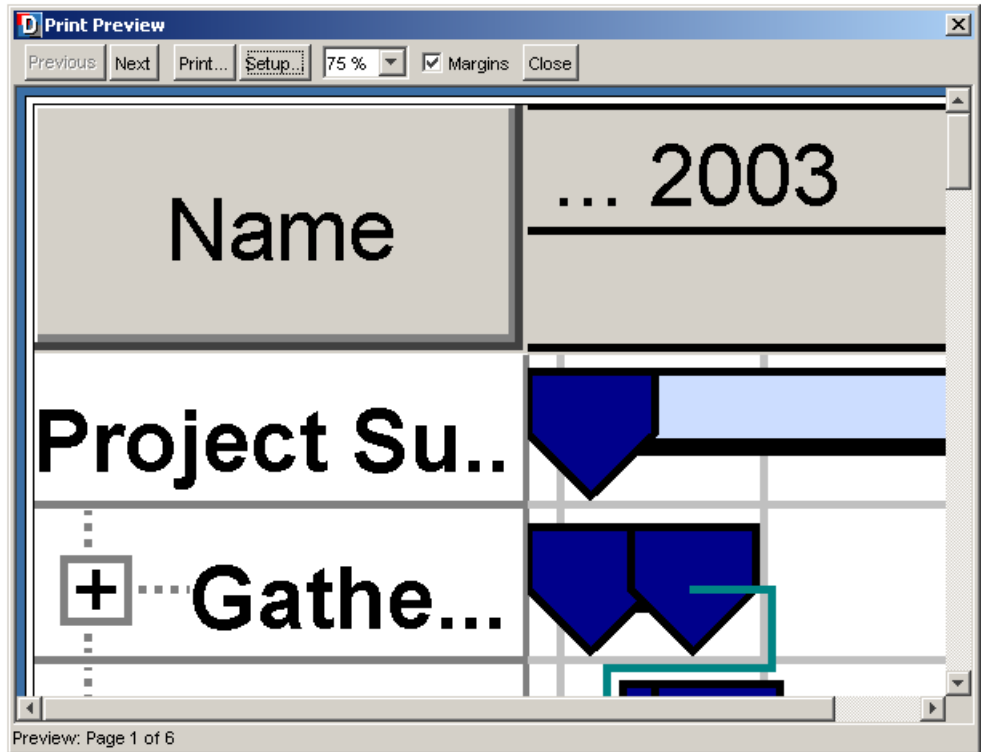 D Print Preview
Previous Next Print... Setup... 75 % Margins Close
Name
... 2003
Project Su..
Gathe...
Preview: Page 1 of 6